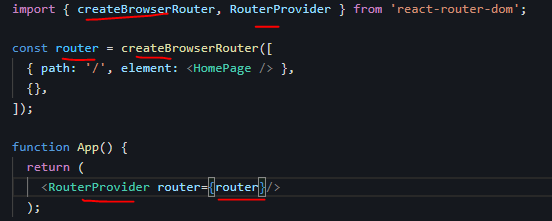 import { createBrowserRouter, RouterProvider } from 'react-router-dom';
const router = createBrowserRouter([
{ path: '/', element: <HomePage /> },
{},
]);
function App() {
return (
<RouterProvider router={router}/>
);